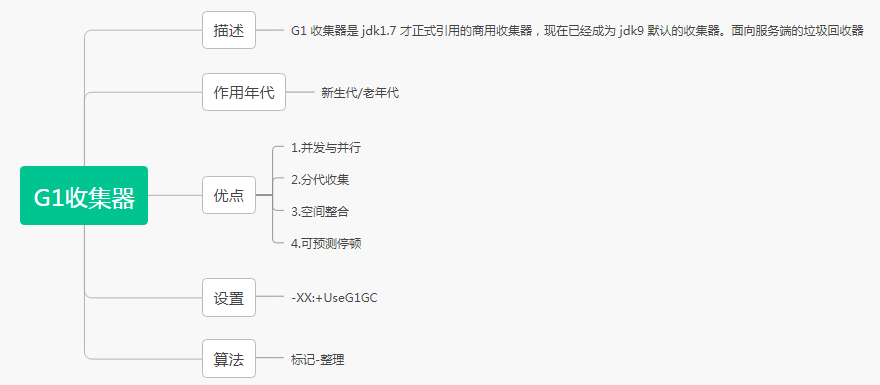 G1收集器
描述
G1 收集器是 jdk1.7 才正式引用的商用收集器，现在已经成为 jdk9 默认的收集器。面向服务端的垃圾回收器
作用年代
新生代/老年代
优点
1.并发与并行
2.分代收集
3.空间整合
4.可预测停顿
设置
-XX:+UseG1GC
算法
标记-整理